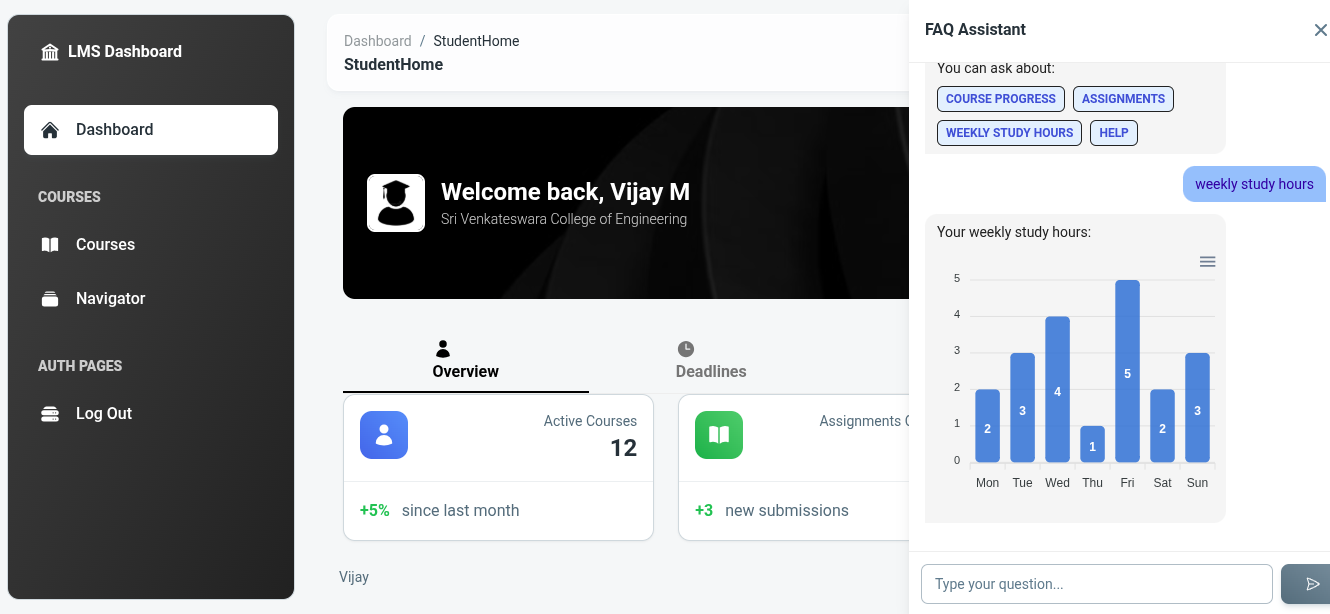 LMS Dashboard
Dashboard
COURSES
Courses
Navigator
AUTH PAGES
Log Out
Dashboard / StudentHome
StudentHome
Welcome back, Vijay M
Sri Venkateswara College of Engineering
Overview
Deadlines
Active Courses
12
+5% since last month
Assignments
+3 new submissions
Vijay
FAQ Assistant
You can ask about:
COURSE PROGRESS ASSIGNMENTS
WEEKLY STUDY HOURS HELP
weekly study hours
Your weekly study hours:
5
4
3
2
1
0
2 3 4 1 5 2 3
Mon Tue Wed Thu Fri Sat Sun
Type your question...